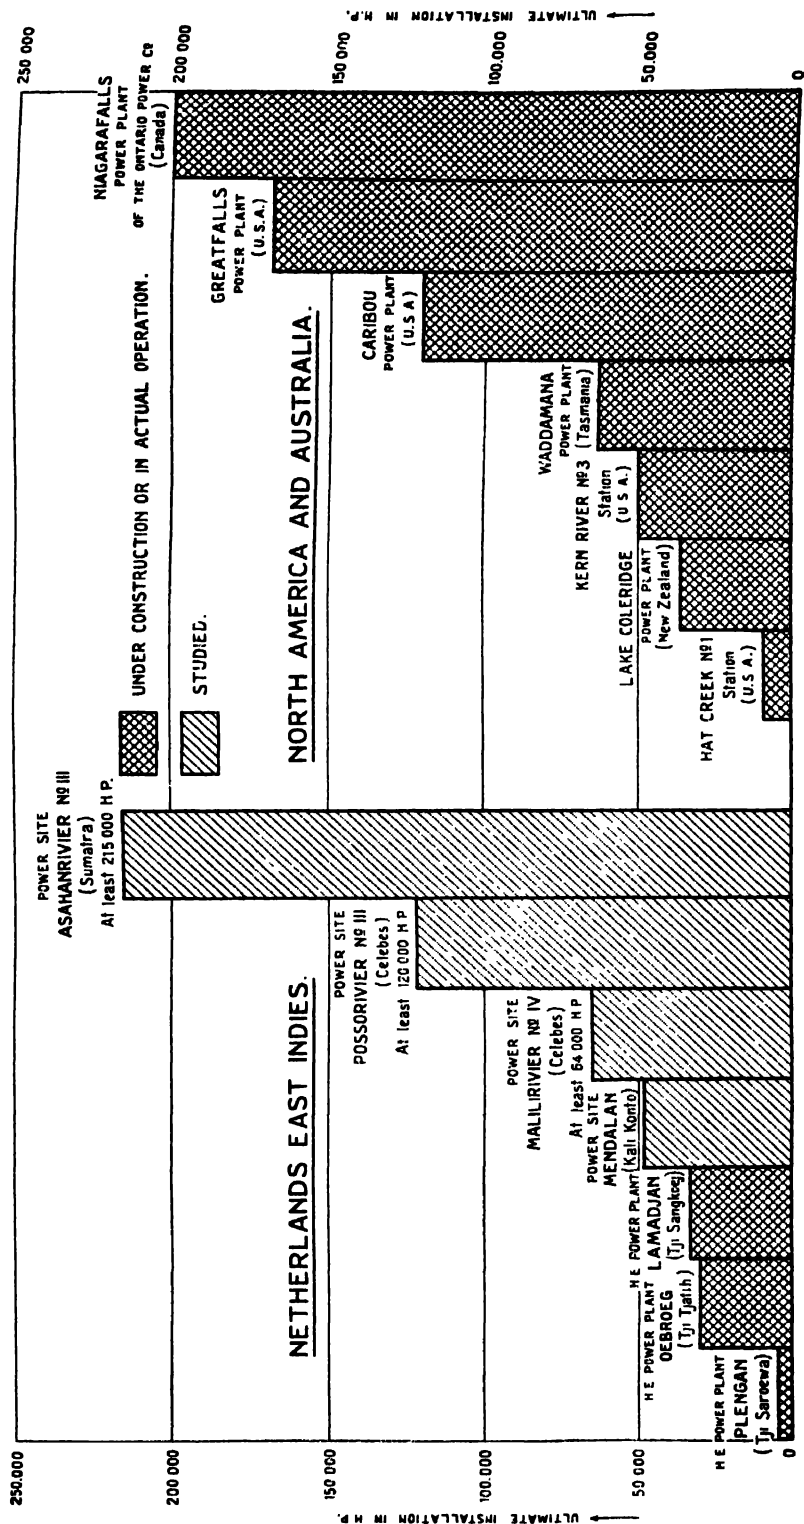 ULTIMATE INSTALLATION IN H.P.
250.000
200 000
150 000
100.000
50 000
0
NETHERLANDS EAST INDIES.
H E POWER PLANT
PLENGAN
(Tji Saroewa)
H E POWER PLANT
OEBROEG
(Tji Tjatih)
H E POWER PLANT
LAMADJAN
(Tji Sangkoej)
POWER SITE
MENDALAN
(Kali Konto)
POWER SITE
MALILIRIVIER № IV
(Celebes)
At least 64 000 H P
POWER SITE
POSSORIVIER № III
(Celebes)
At least 120 000 H P
POWER SITE
ASAHANRIVIER № III
(Sumatra)
At least 215 000 H P.
UNDER CONSTRUCTION OR IN ACTUAL OPERATION.
STUDIED.
NORTH AMERICA AND AUSTRALIA.
HAT CREEK №1
Station
(U.S.A.)
LAKE COLERIDGE
POWER PLANT
(New Zealand)
KERN RIVER №3
Station
(U S A.)
WADDAMANA
POWER PLANT
(Tasmania)
CARIBOU
POWER PLANT
(U.S A)
GREATFALLS
POWER PLANT
(U.S.A.)
NIAGARAFALLS
POWER PLANT
OF THE ONTARIO POWER Cº
(Canada)
250 000
200 000
150 000
100.000
50.000
0
ULTIMATE INSTALLATION IN H.P.